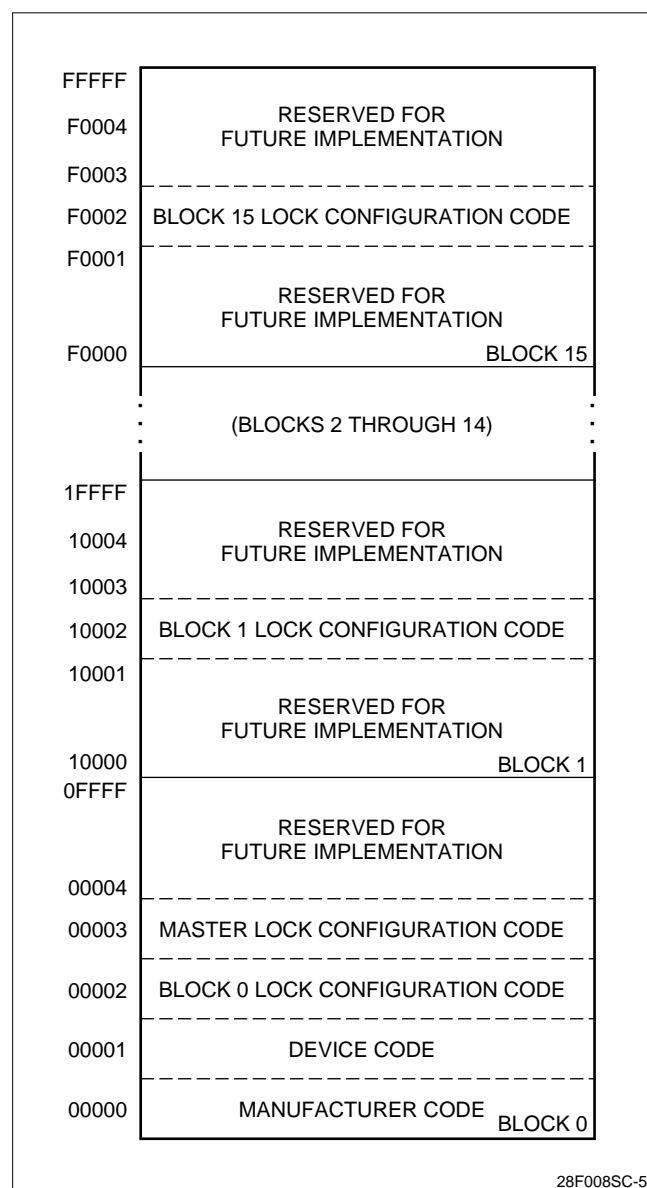 FFFFF
RESERVED FOR
F0004
FUTURE IMPLEMENTATION
F0003
F0002 BLOCK 15 LOCK CONFIGURATION CODE
F0001
RESERVED FOR
FUTURE IMPLEMENTATION
F0000 BLOCK 15
(BLOCKS 2 THROUGH 14)
1FFFF
RESERVED FOR
10004
FUTURE IMPLEMENTATION
10003
10002 BLOCK 1 LOCK CONFIGURATION CODE
10001
RESERVED FOR
FUTURE IMPLEMENTATION
10000 BLOCK 1
0FFFF
RESERVED FOR
FUTURE IMPLEMENTATION
00004
00003 MASTER LOCK CONFIGURATION CODE
00002 BLOCK 0 LOCK CONFIGURATION CODE
00001 DEVICE CODE
00000 MANUFACTURER CODE BLOCK 0
28F008SC-5